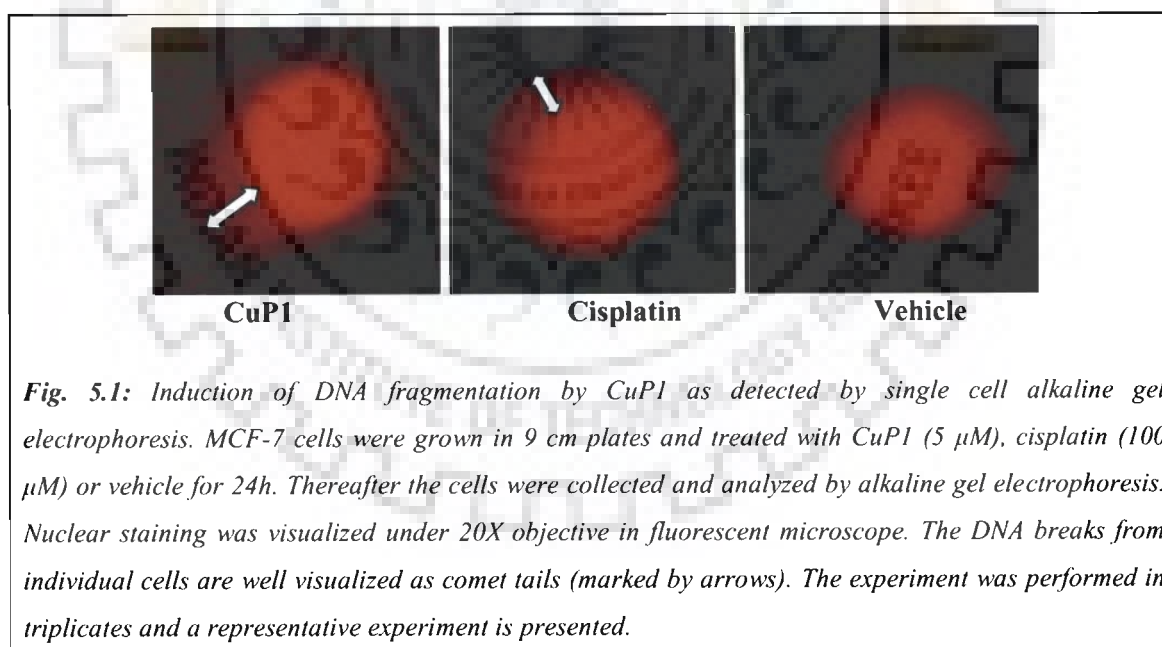 CuP1 Cisplatin Vehicle
Fig. 5.1: Induction of DNA fragmentation by CuP1 as detected by single cell alkaline gel
electrophoresis. MCF-7 cells were grown in 9 cm plates and treated with CuP1 (5 μM), cisplatin (100
μM) or vehicle for 24h. Thereafter the cells were collected and analyzed by alkaline gel electrophoresis.
Nuclear staining was visualized under 20X objective in fluorescent microscope. The DNA breaks from
individual cells are well visualized as comet tails (marked by arrows). The experiment was performed in
triplicates and a representative experiment is presented.